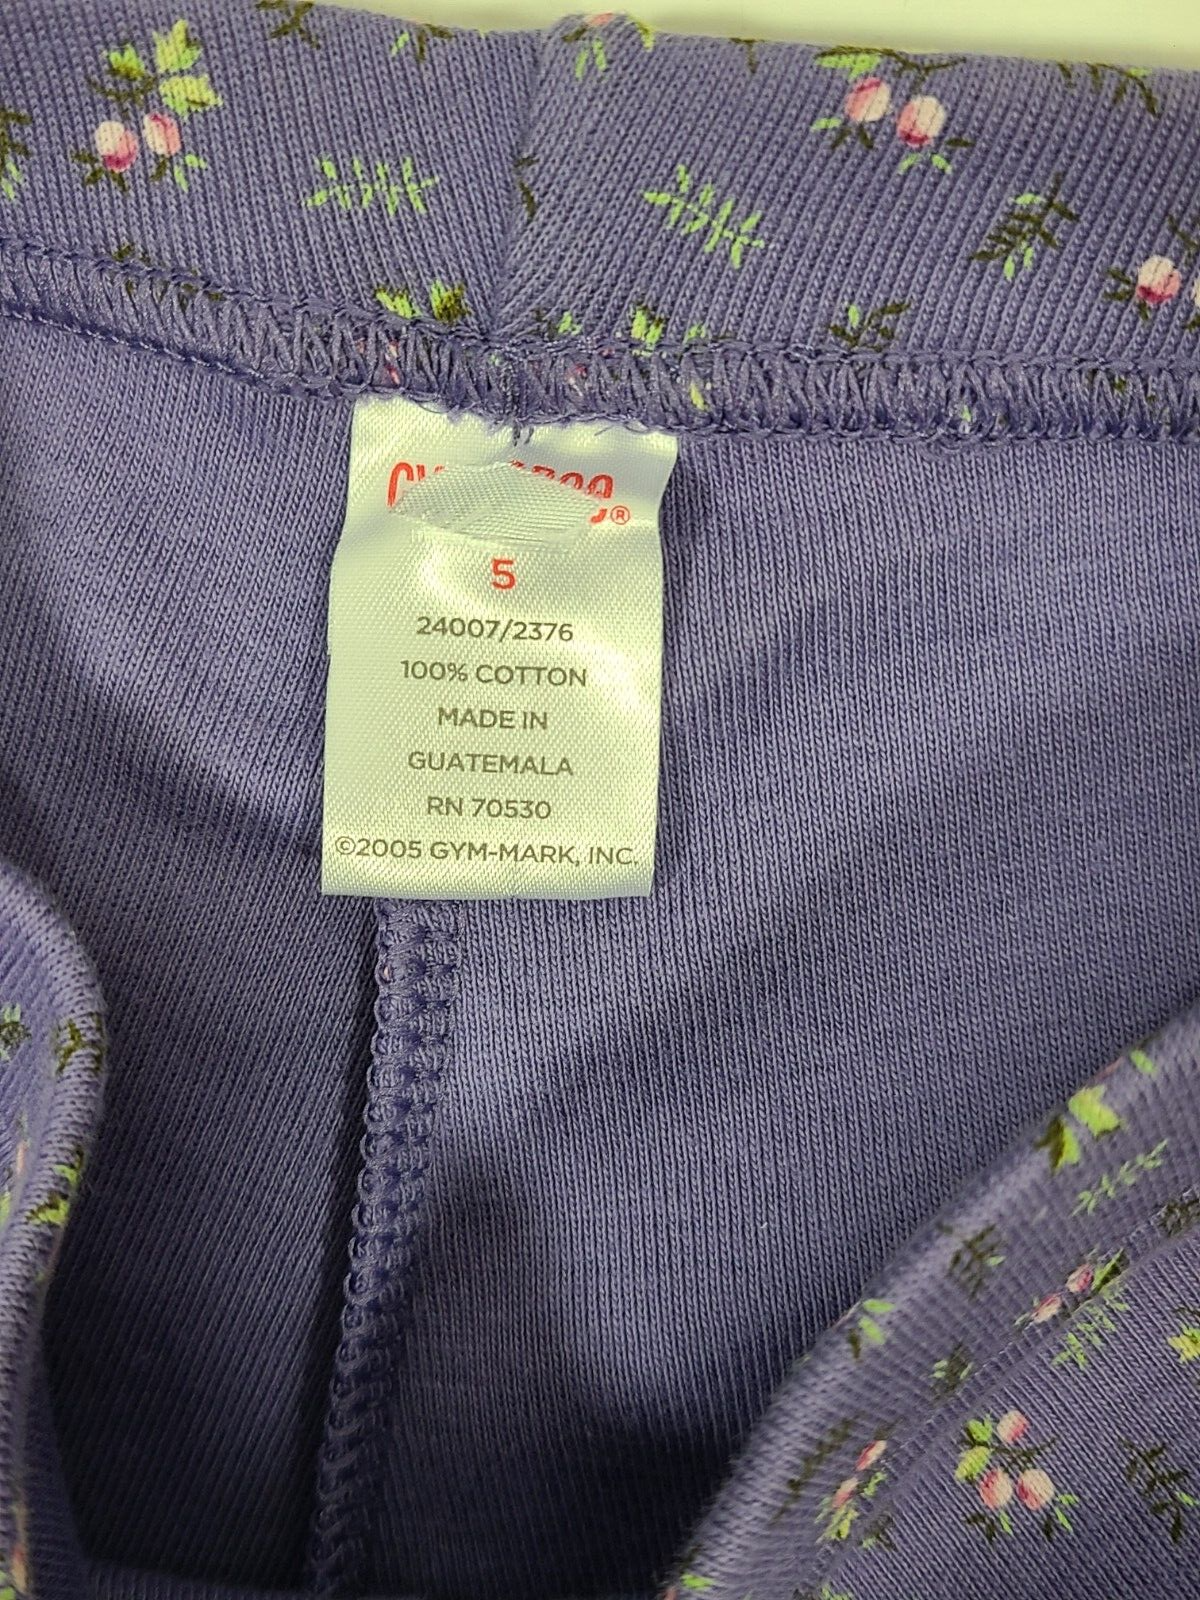 ®
5
24007/2376
100% COTTON
MADE IN
GUATEMALA
RN 70530
©2005 GYM-MARK, INC.